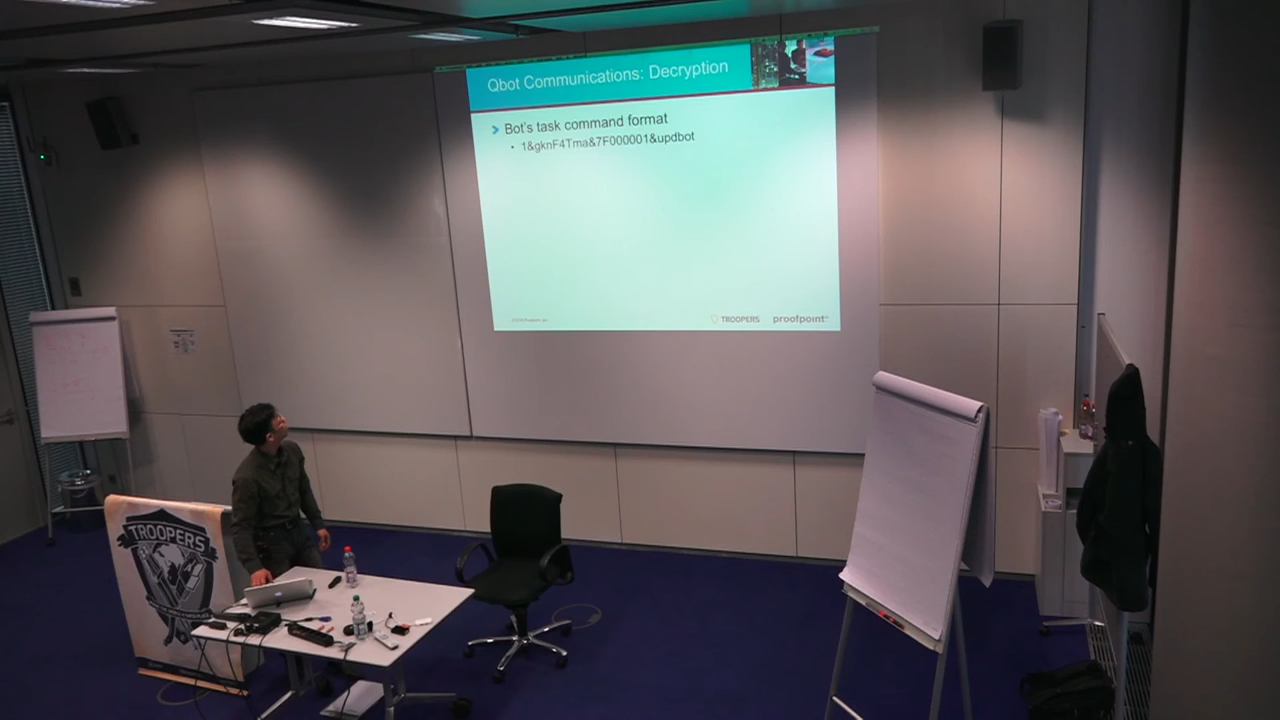 Qbot Communications: Decryption
Bot's task command format
1&gknF4Tma&7F000001&updbot
TROOPERS
proofpoint
TROOPERS